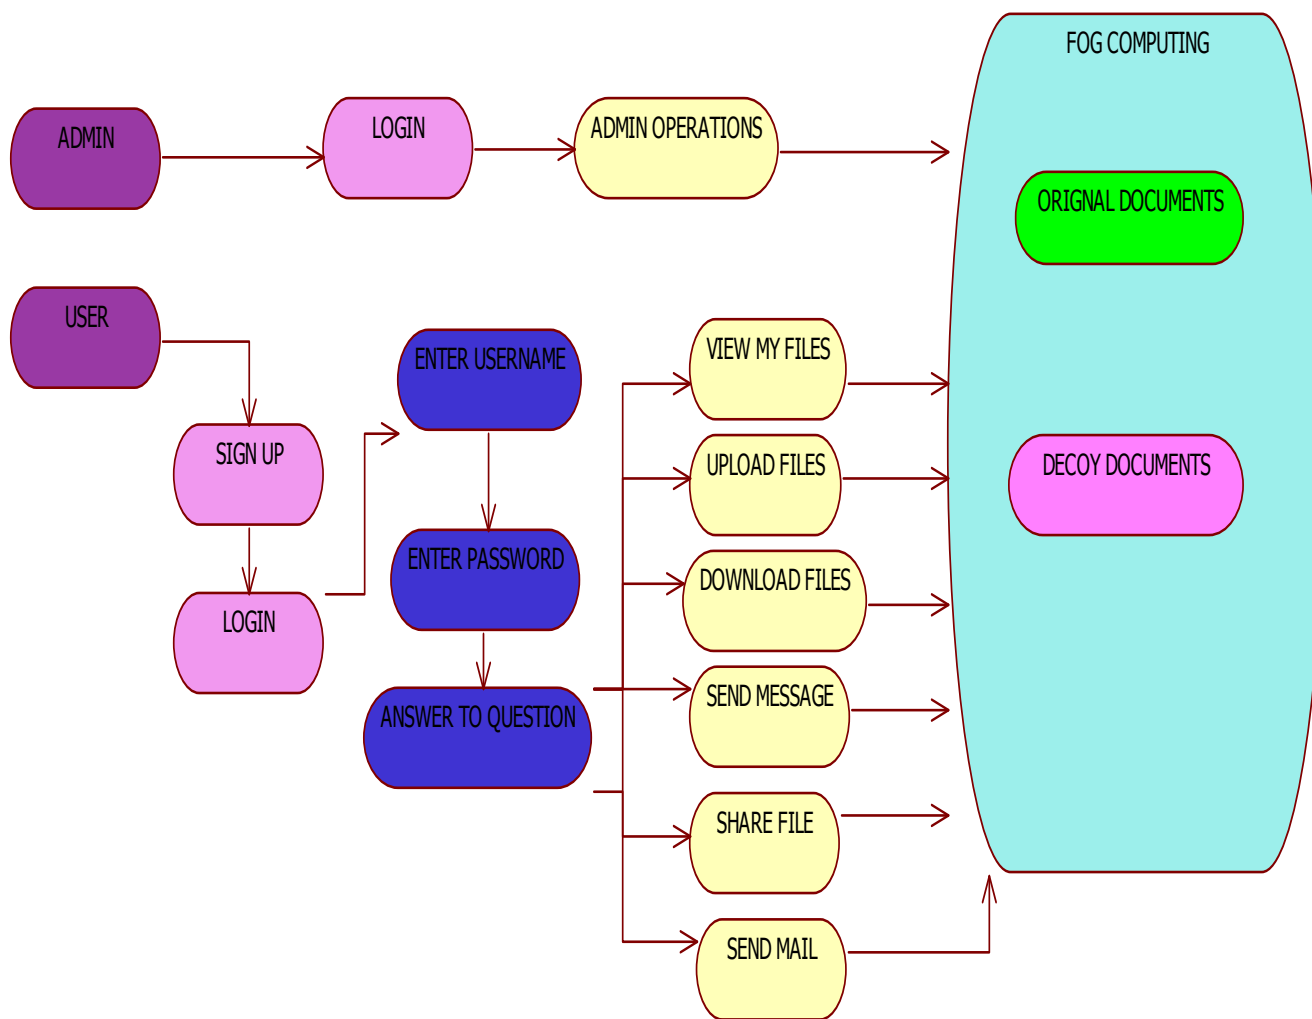 FOG COMPUTING
ADMIN
LOGIN
ADMIN OPERATIONS
ORIGNAL DOCUMENTS
USER
ENTER USERNAME
VIEW MY FILES
SIGN UP
UPLOAD FILES
DECOY DOCUMENTS
ENTER PASSWORD
DOWNLOAD FILES
LOGIN
SEND MESSAGE
ANSWER TO QUESTION
SHARE FILE
SEND MAIL